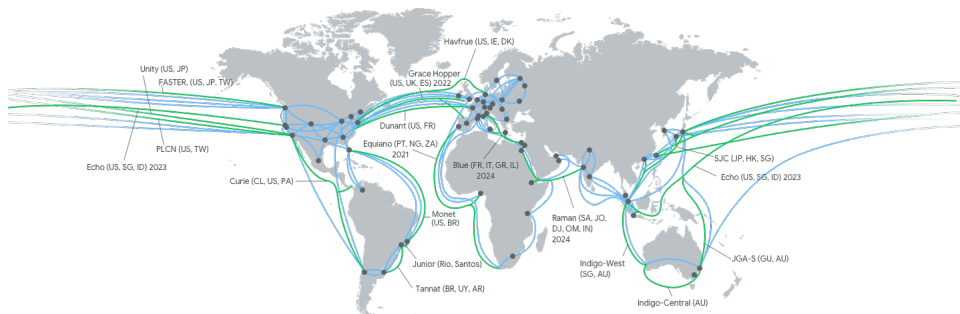 Havfrue (US, IE, DK)
Unity (US, JP)
FASTER, (US, JP, TW)
Grace Hopper
(US, UK, ES) 2022
Dunant (US, FR)
PLCN (US, TW)
Equiano (PT, NG, ZA)
2021
Echo (US, SG, ID) 2023
Blue (FR, IT, GR, IL)
2024
SJC (JP, HK, SG)
Echo (US, SG, ID) 2023
Curie (CL, US, PA)
Monet
(US, BR)
Raman (SA, JO,
DJ, OM, IN)
2024
Junior (Rio, Santos)
Indigo-West
(SG, AU)
JGA-S (GU, AU)
Tannat (BR, UY, AR)
Indigo-Central (AU)